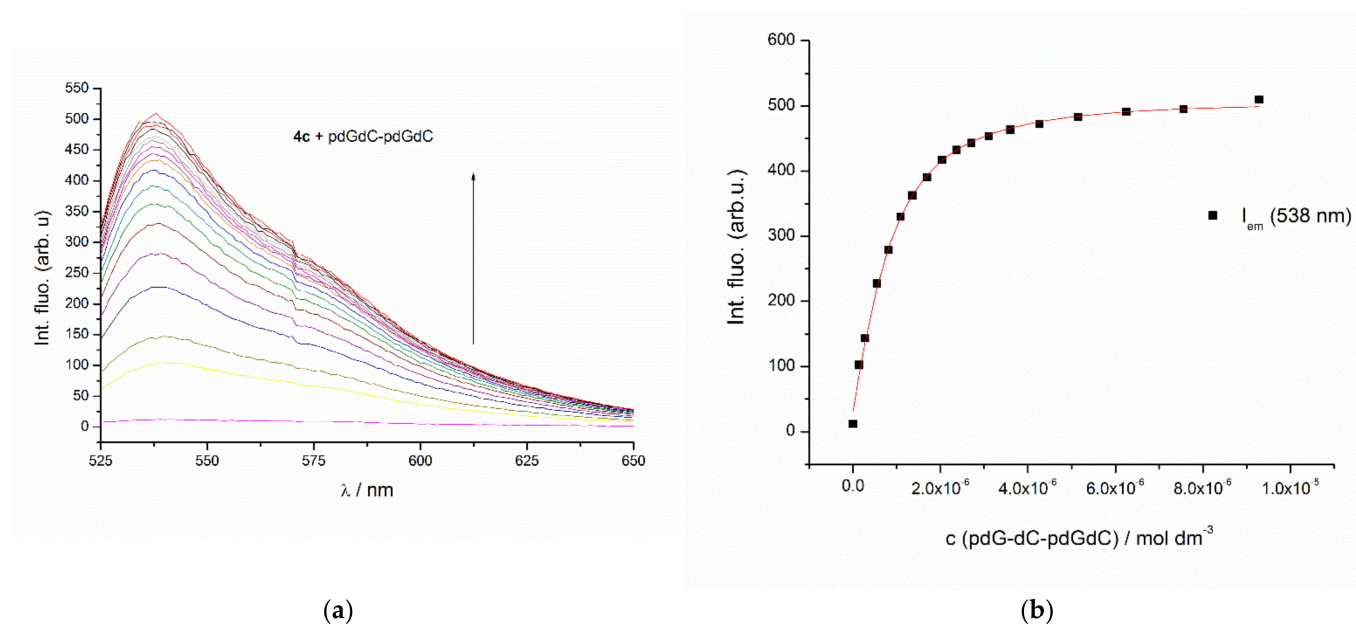 550
500
450
400
350
300
250
200
150
100
50
0
Int. fluo. (arb. u)
4c + pdGdC-pdGdC
525 550 575 600 625 650
λ / nm
(a)
600
500
400
300
200
100
0
Int. fluo. (arb.u.)
Iem (538 nm)
0.0 2.0x10-6 4.0x10-6 6.0x10-6 8.0x10-6 1.0x10-5
c (pdG-dC-pdGdC) / mol dm-3
(b)